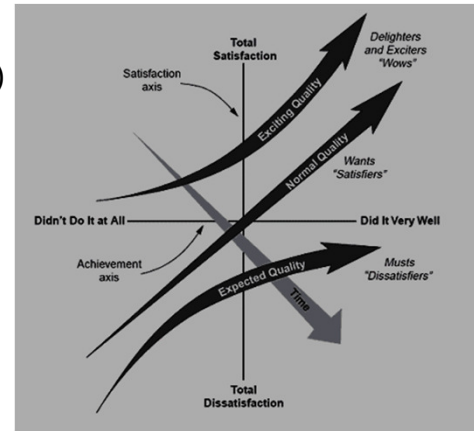 )
Total
Satisfaction
Delighters
and Exciters
"Wows"
Satisfaction
axis
Exciting Quality
Normal Quality
Wants
"Satisfiers"
Didn't Do It at All
Did It Very Well
Achievement
axis
Expected Quality
Musts
"Dissatisfiers"
Time
Total
Dissatisfaction